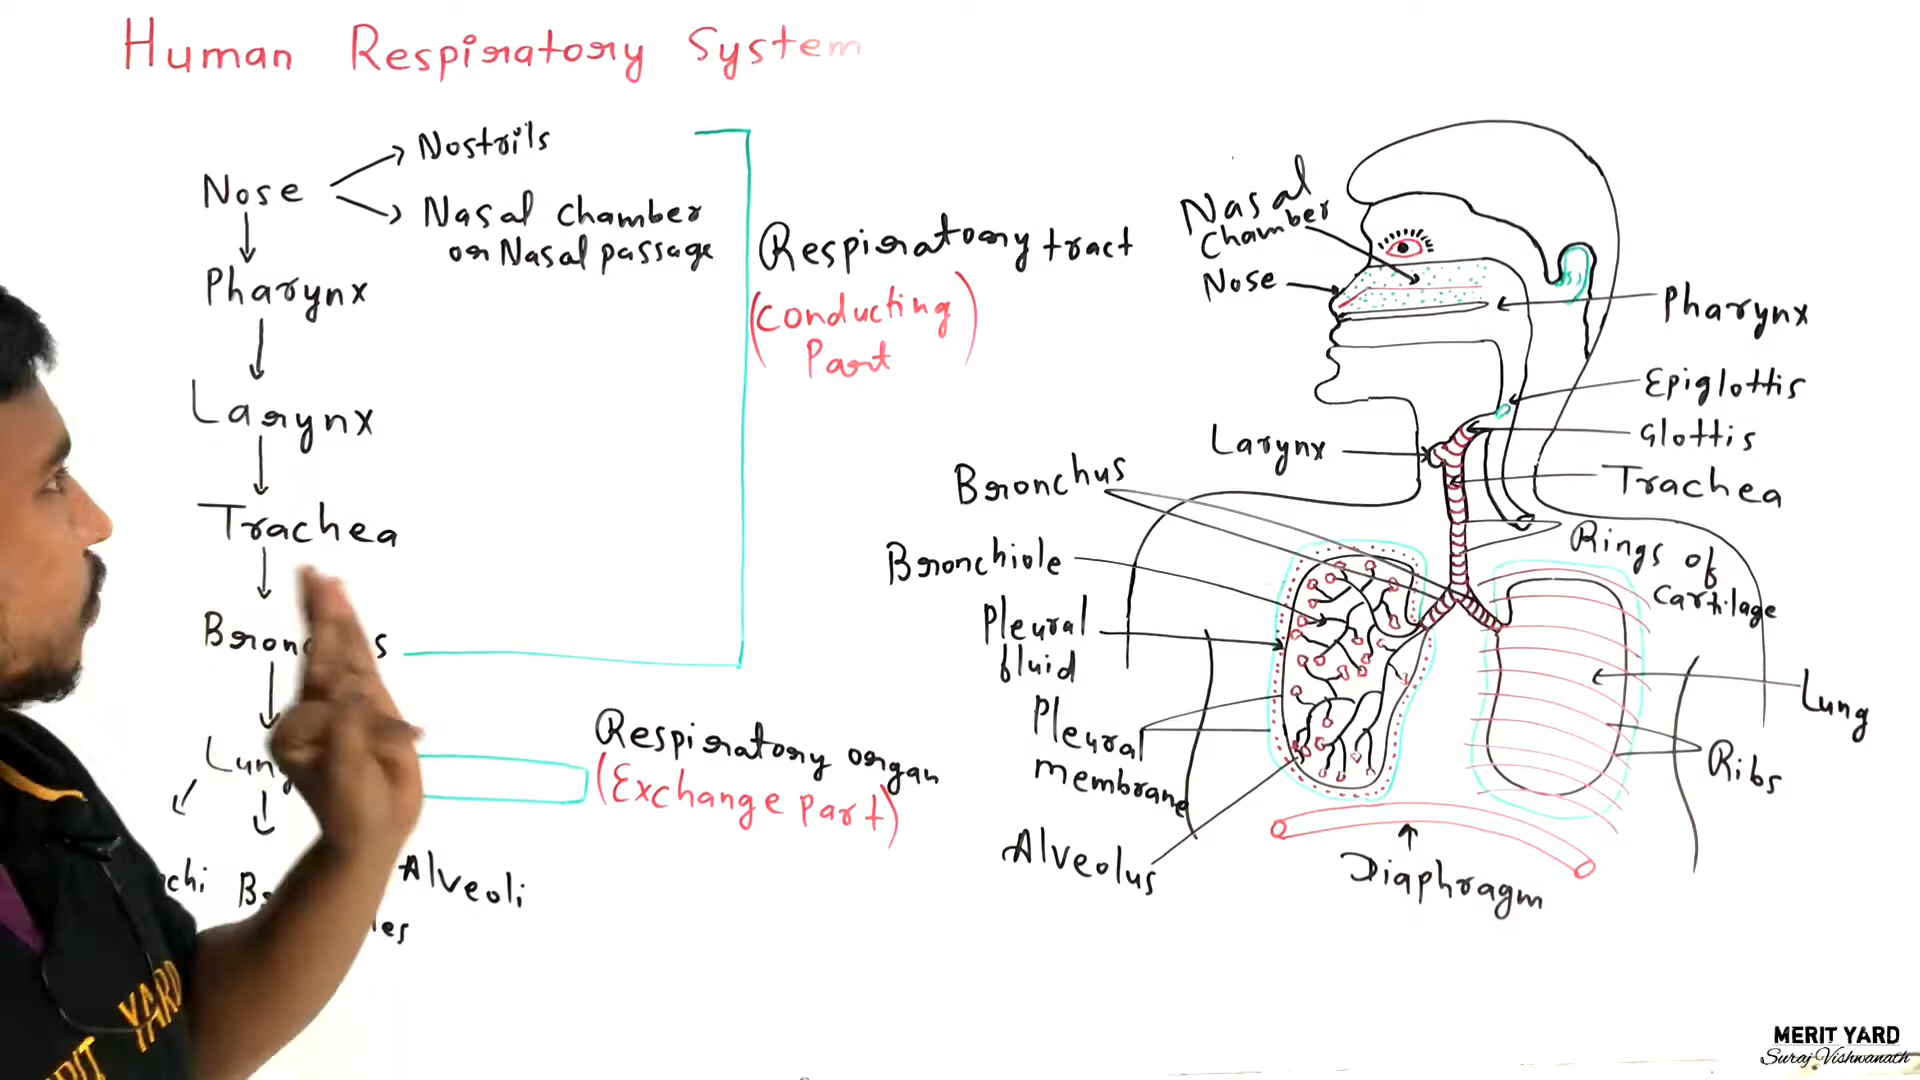 Human Respiratory System
Nose
Nostrils
Nasal chamber
or Nasal passage
Pharynx
Larynx
Trachea
Alveoli
Respiratory tract
(Conducting
Part)
Respiratory organ
(Exchange part)
Nasal
chamber
Nose
Larynx
Bronchus
Bronchiole
Pleural
fluid
Pleural
membrane
Alveolus
Pharynx
Epiglottis
Glottis
Trachea
Rings of
cartilage
Lung
Ribs
Diaphragm
MERIT YARD
Suraj Vishwanath